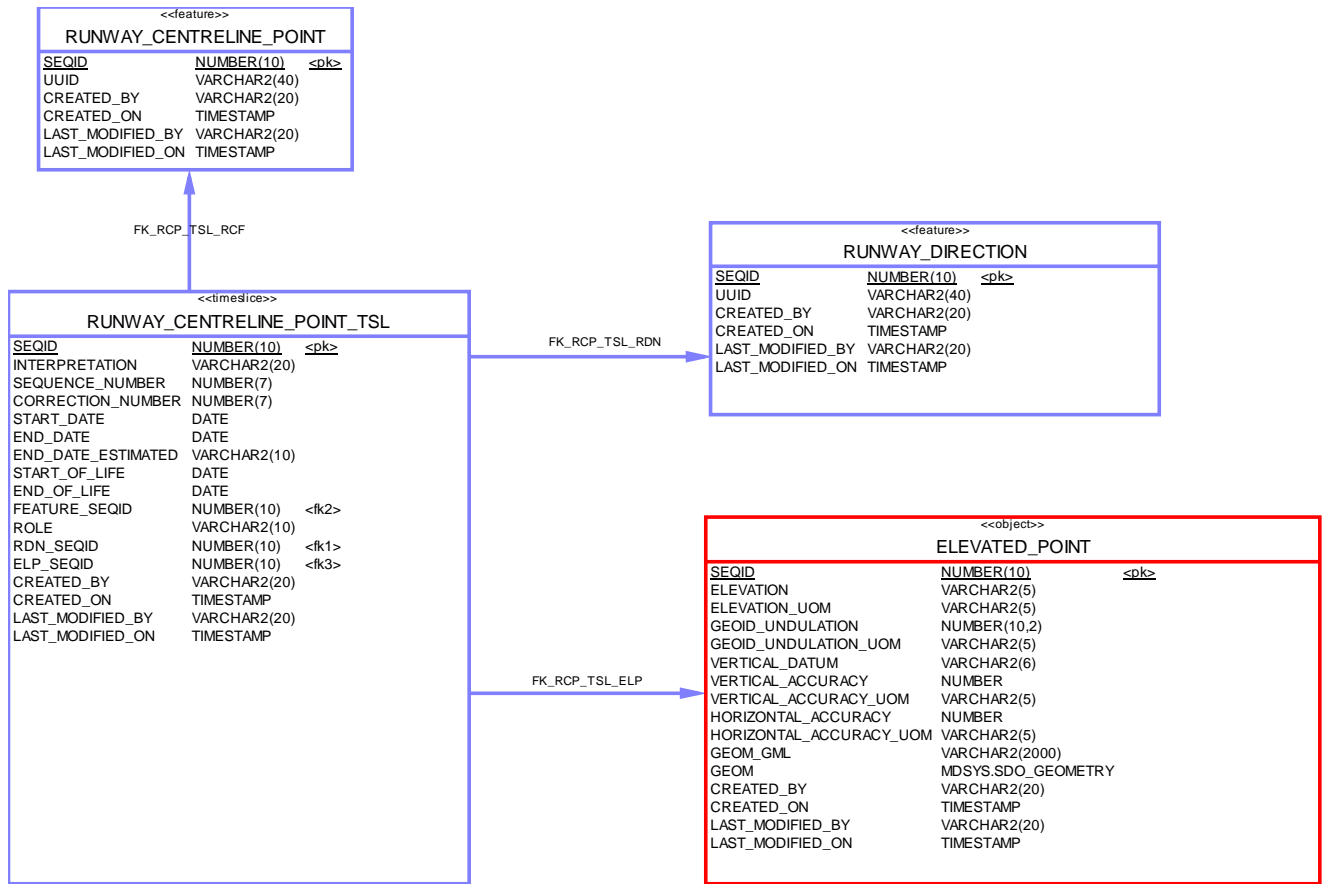 <<feature>>
RUNWAY_CENTRELINE_POINT
SEQID NUMBER(10) <pk>
UUID VARCHAR2(40)
CREATED_BY VARCHAR2(20)
CREATED_ON TIMESTAMP
LAST_MODIFIED_BY VARCHAR2(20)
LAST_MODIFIED_ON TIMESTAMP
FK_RCP_TSL_RCF
<<timeslice>>
RUNWAY_CENTRELINE_POINT_TSL
SEQID NUMBER(10) <pk>
INTERPRETATION VARCHAR2(20)
SEQUENCE_NUMBER NUMBER(7)
CORRECTION_NUMBER NUMBER(7)
START_DATE DATE
END_DATE DATE
END_DATE_ESTIMATED VARCHAR2(10)
START_OF_LIFE DATE
END_OF_LIFE DATE
FEATURE_SEQID NUMBER(10) <fk2>
ROLE VARCHAR2(10)
RDN_SEQID NUMBER(10) <fk1>
ELP_SEQID NUMBER(10) <fk3>
CREATED_BY VARCHAR2(20)
CREATED_ON TIMESTAMP
LAST_MODIFIED_BY VARCHAR2(20)
LAST_MODIFIED_ON TIMESTAMP
FK_RCP_TSL_RDN
<<feature>>
RUNWAY_DIRECTION
SEQID NUMBER(10) <pk>
UUID VARCHAR2(40)
CREATED_BY VARCHAR2(20)
CREATED_ON TIMESTAMP
LAST_MODIFIED_BY VARCHAR2(20)
LAST_MODIFIED_ON TIMESTAMP
FK_RCP_TSL_ELP
<<object>>
ELEVATED_POINT
SEQID NUMBER(10) <pk>
ELEVATION VARCHAR2(5)
ELEVATION_UOM VARCHAR2(5)
GEOID_UNDULATION NUMBER(10,2)
GEOID_UNDULATION_UOM VARCHAR2(5)
VERTICAL_DATUM VARCHAR2(6)
VERTICAL_ACCURACY NUMBER
VERTICAL_ACCURACY_UOM VARCHAR2(5)
HORIZONTAL_ACCURACY NUMBER
HORIZONTAL_ACCURACY_UOM VARCHAR2(5)
GEOM_GML VARCHAR2(2000)
GEOM MDSYS.SDO_GEOMETRY
CREATED_BY VARCHAR2(20)
CREATED_ON TIMESTAMP
LAST_MODIFIED_BY VARCHAR2(20)
LAST_MODIFIED_ON TIMESTAMP